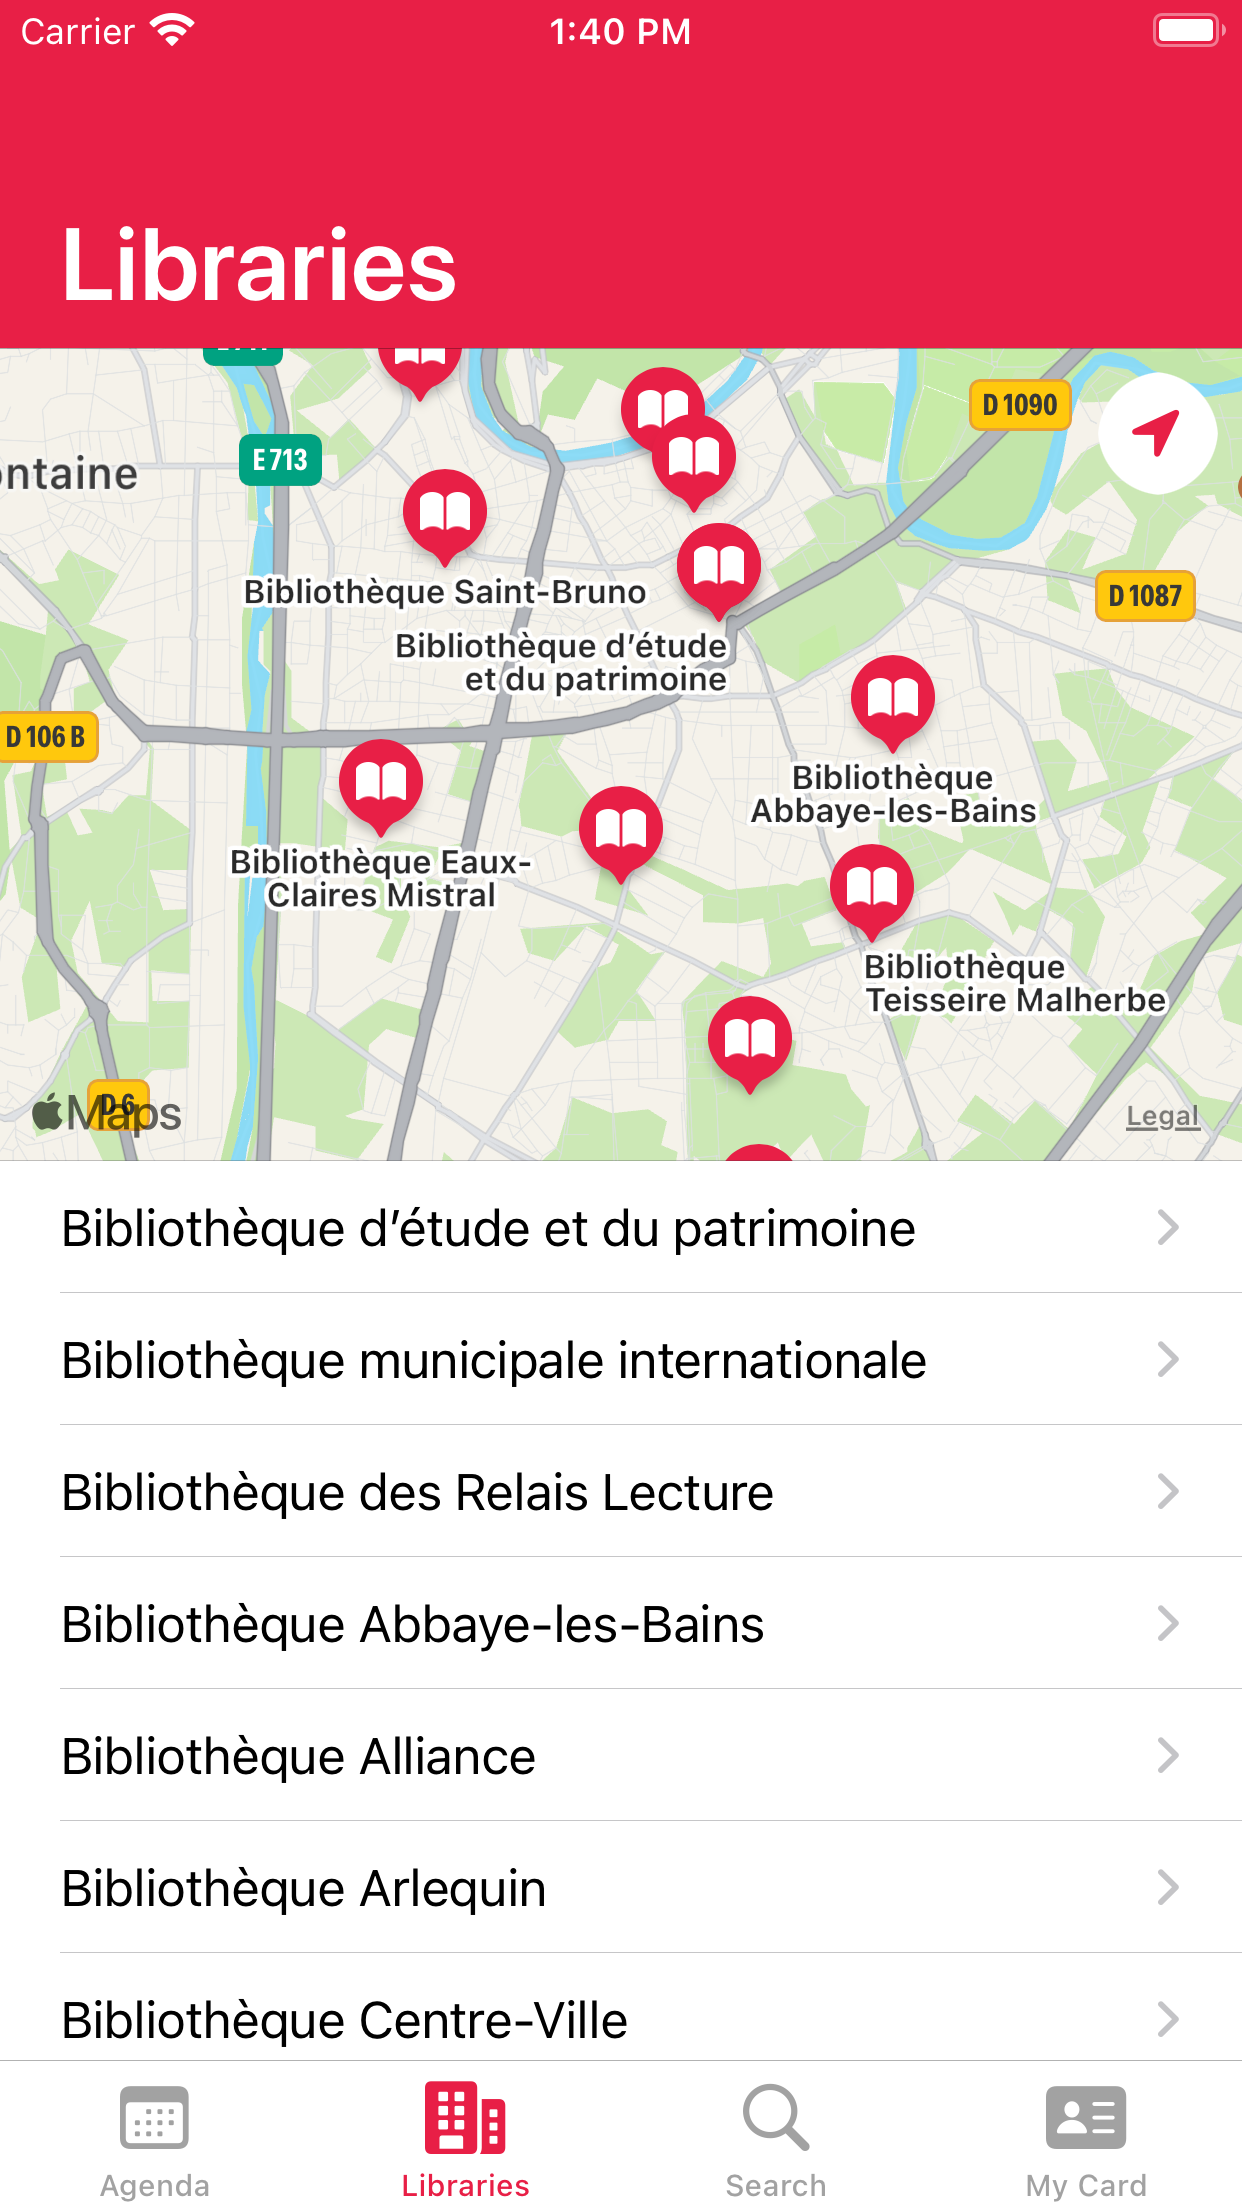 Carrier
1:40 PM
Libraries
D 1090
E 713
ntaine
Bibliothèque Saint-Bruno
D 1087
Bibliothèque d’étude
et du patrimoine
D 106 B
Bibliothèque
Abbaye-les-Bains
Bibliothèque Eaux-
Claires Mistral
Bibliothèque
Teisseire Malherbe
D 6
Maps
Legal
Bibliothèque d’étude et du patrimoine
Bibliothèque municipale internationale
Bibliothèque des Relais Lecture
Bibliothèque Abbaye-les-Bains
Bibliothèque Alliance
Bibliothèque Arlequin
Bibliothèque Centre-Ville
Agenda
Libraries
Search
My Card